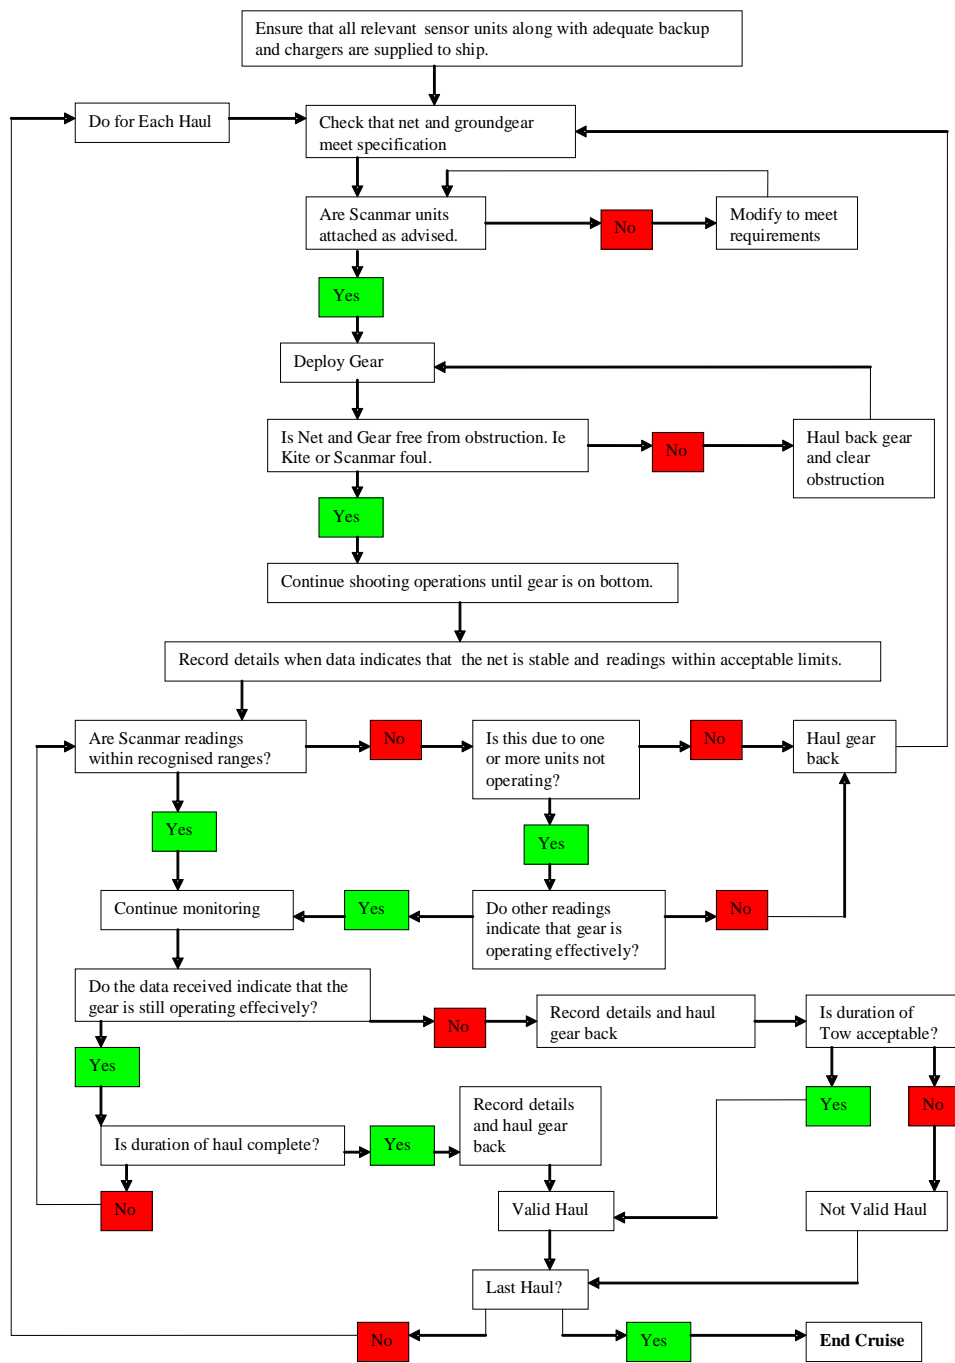 Ensure that all relevant sensor units along with adequate backup
and chargers are supplied to ship.
Do for Each Haul
Check that net and groundgear
meet specification
Are Scanmar units
attached as advised.
No
Modify to meet
requirements
Yes
Deploy Gear
Is Net and Gear free from obstruction. Ie
Kite or Scanmar foul.
No
Haul back gear
and clear
obstruction
Yes
Continue shooting operations until gear is on bottom.
Record details when data indicates that the net is stable and readings within acceptable limits.
Are Scanmar readings
within recognised ranges?
No
Is this due to one
or more units not
operating?
No
Haul gear
back
Yes
Yes
Continue monitoring
Yes
Do other readings
indicate that gear is
operating effectively?
No
Do the data received indicate that the
gear is still operating effecively?
No
Record details and haul
gear back
Is duration of
Tow acceptable?
Yes
Yes
No
Is duration of haul complete?
Yes
Record details
and haul gear
back
No
Valid Haul
Not Valid Haul
Last Haul?
No
Yes
End Cruise